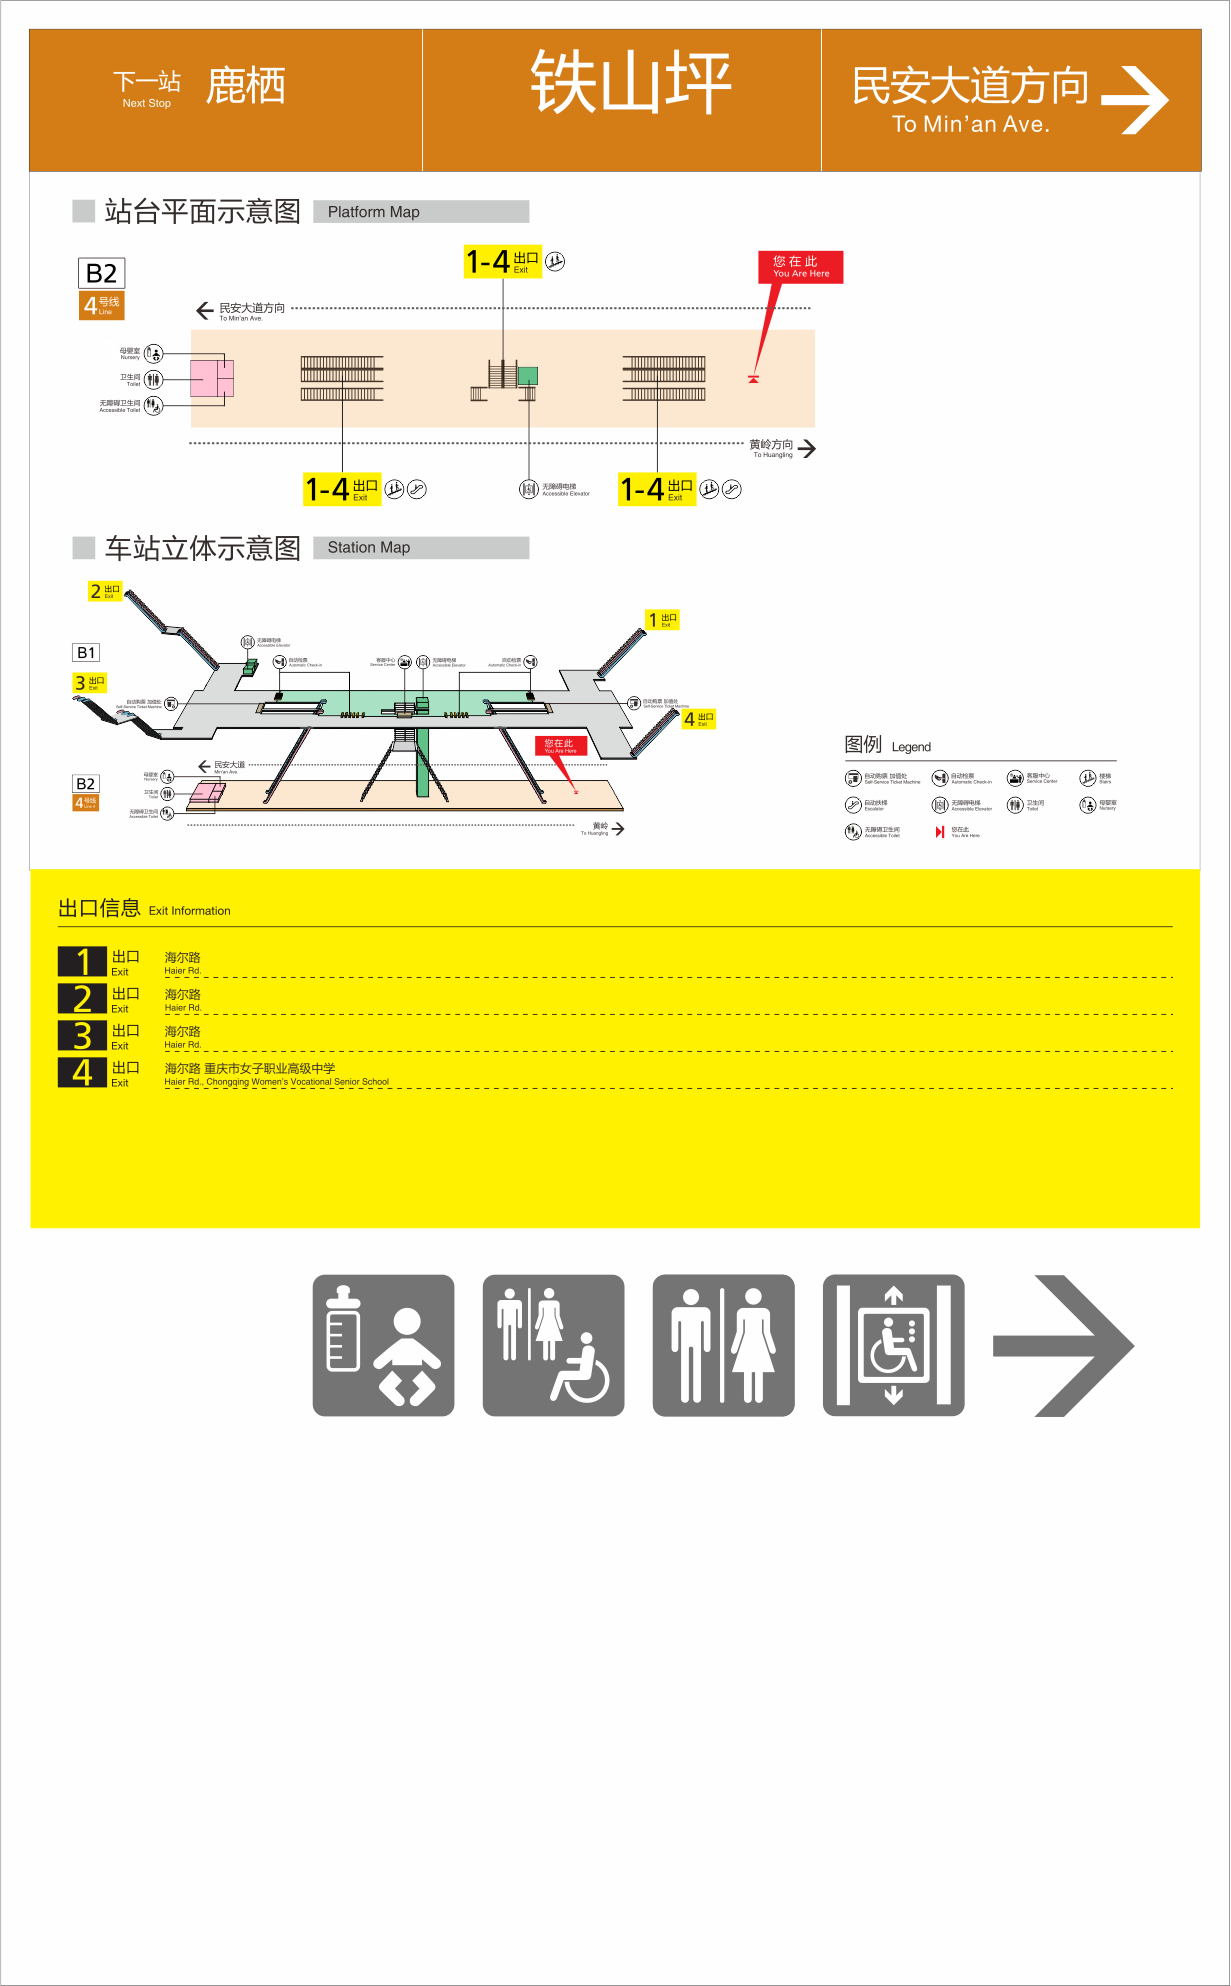 下一站 鹿栖
Next Stop
铁山坪
民安大道方向
To Min'an Ave.
站台平面示意图 Platform Map
1-4 出口
Exit
您在此
You Are Here
B2
4号线
Line
民安大道方向
To Min'an Ave.
母婴室
Nursery
卫生间
Toilet
无障碍卫生间
Accessible Toilet
黄岭方向
To Huangling
1-4 出口
Exit
无障碍电梯
Accessible Elevator
1-4 出口
Exit
车站立体示意图 Station Map
2 出口
Exit
1 出口
Exit
无障碍电梯
Accessible Elevator
B1
自动检票
Automatic Check-in
客服中心
Service Center
无障碍电梯
Accessible Elevator
自动检票
Automatic Check-in
3 出口
Exit
自动购票 加值处
Self-Service Ticket Machine
自动购票 加值处
Self-Service Ticket Machine
4 出口
Exit
您在此
You Are Here
民安大道
Min'an Ave.
B2
4号线
Line 4
母婴室
Nursery
卫生间
Toilet
无障碍卫生间
Accessible Toilet
黄岭
To Huangling
图例 Legend
自动购票 加值处
Self-Service Ticket Machine
自动检票
Automatic Check-in
客服中心
Service Center
楼梯
Stairs
自动扶梯
Escalator
无障碍电梯
Accessible Elevator
卫生间
Toilet
母婴室
Nursery
无障碍卫生间
Accessible Toilet
您在此
You Are Here
出口信息 Exit Information
1 出口 海尔路
Exit Haier Rd.
2 出口 海尔路
Exit Haier Rd.
3 出口 海尔路
Exit Haier Rd.
4 出口 海尔路 重庆市女子职业高级中学
Exit Haier Rd., Chongqing Women's Vocational Senior School